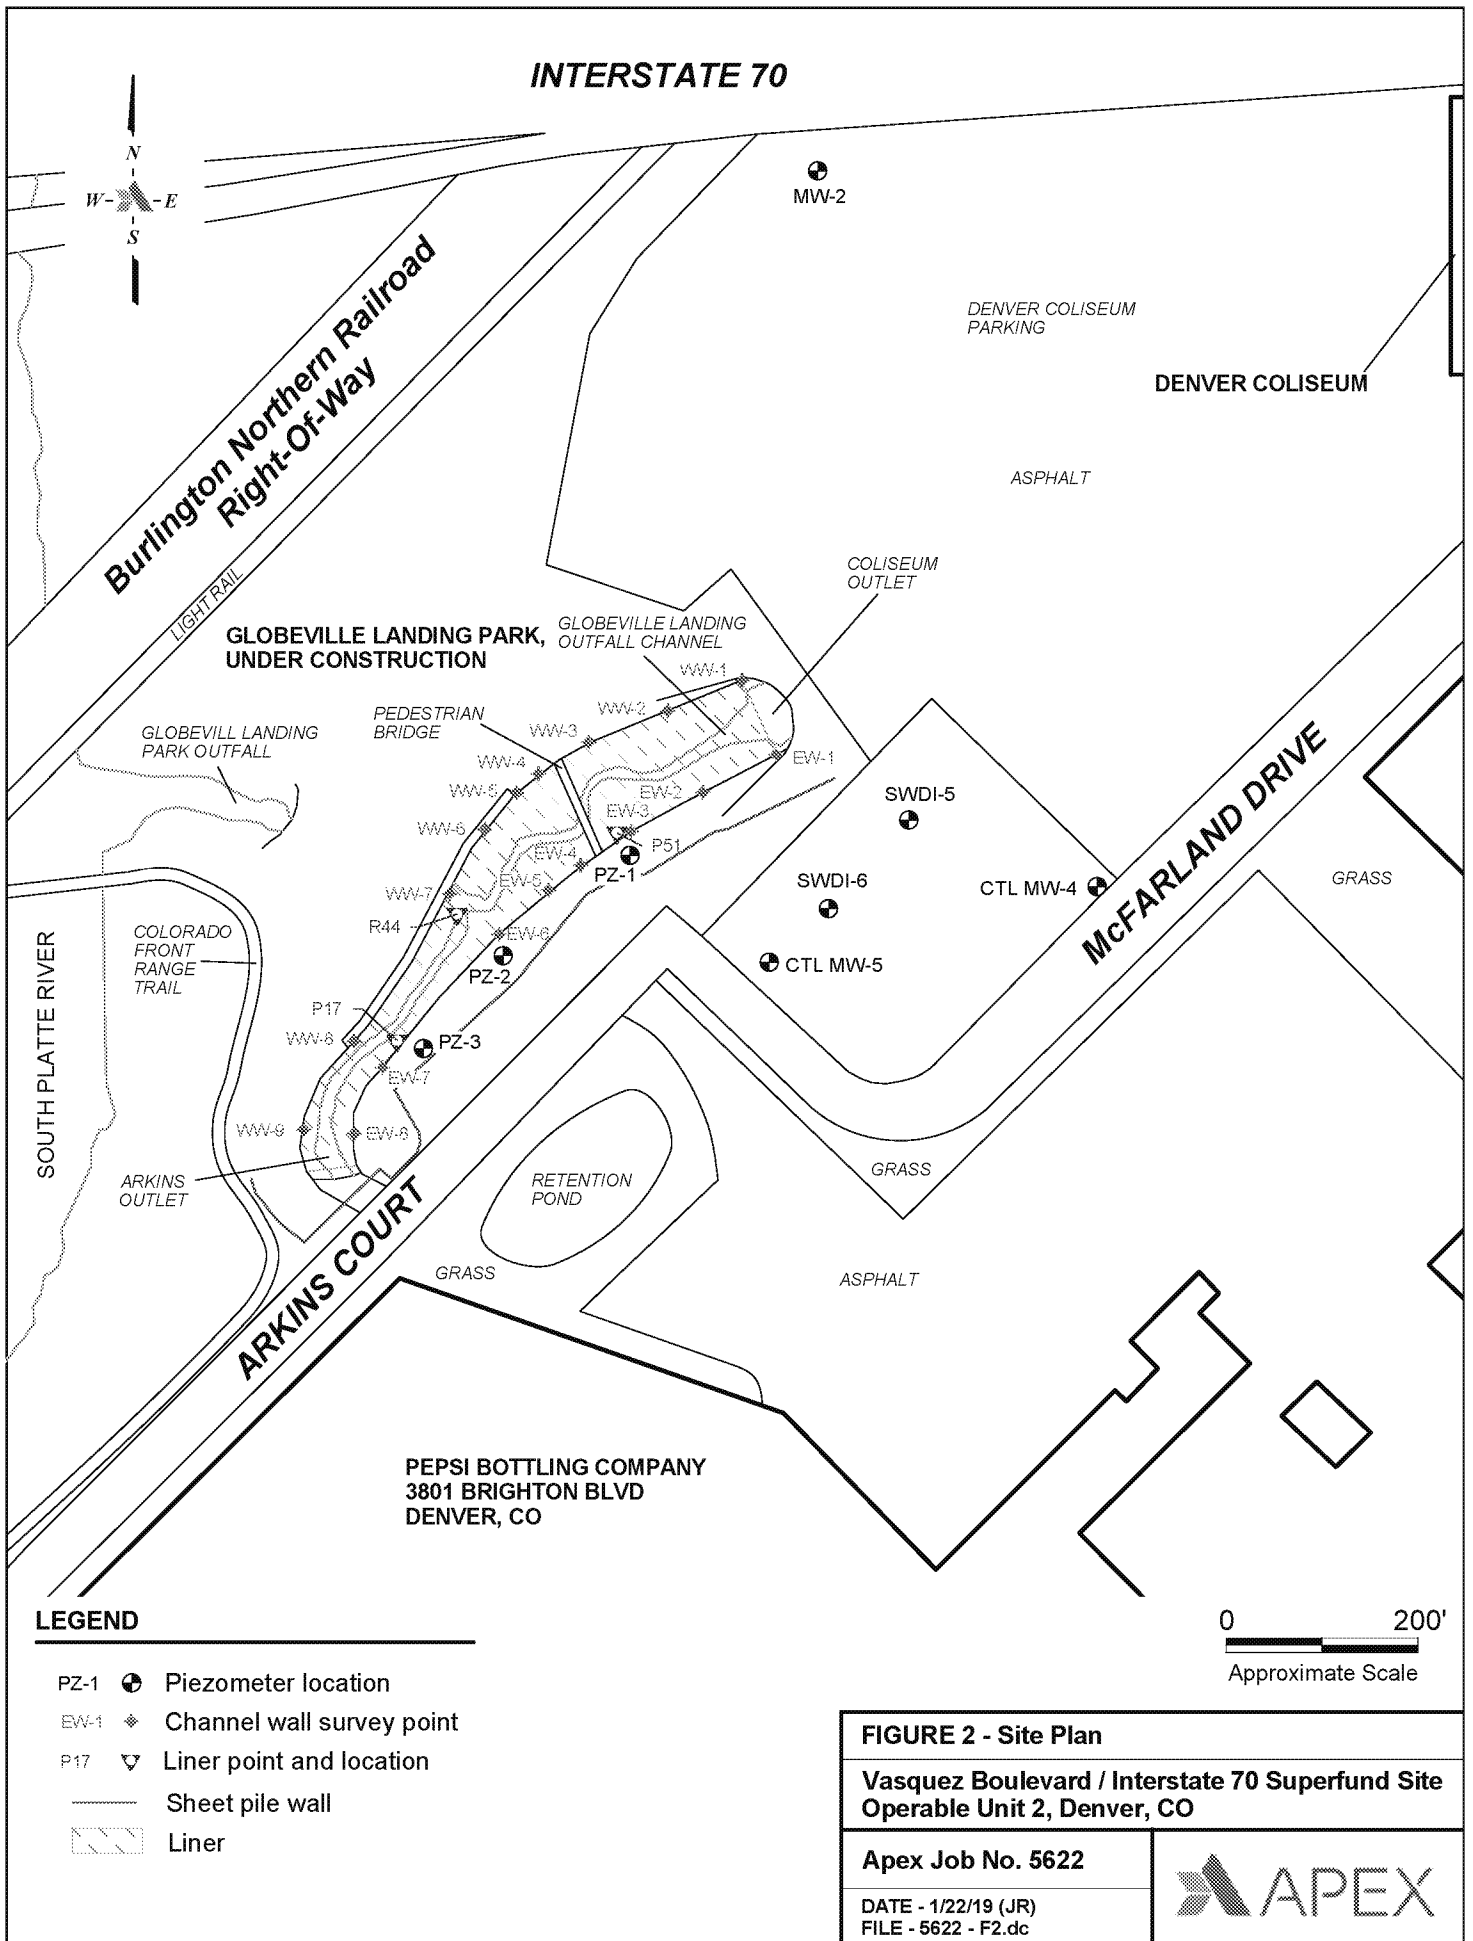 INTERSTATE 70
N
W
E
S
MW-2
Burlington Northern Railroad
Right-Of-Way
DENVER COLISEUM
PARKING
DENVER COLISEUM
ASPHALT
COLISEUM
OUTLET
LIGHT RAIL
GLOBEVILLE LANDING PARK,
UNDER CONSTRUCTION
GLOBEVILLE LANDING
OUTFALL CHANNEL
WW-1
WW-2
PEDESTRIAN
BRIDGE
WW-3
GLOBEVILL LANDING
PARK OUTFALL
EW-1
WW-4
WW-5
EW-2
SWDI-5
EW-3
WW-6
P51
EW-4
PZ-1
McFARLAND DRIVE
EW-5
SWDI-6
CTL MW-4
GRASS
WW-7
R44
EW-6
COLORADO
FRONT
RANGE
TRAIL
PZ-2
CTL MW-5
P17
WW-8
PZ-3
SOUTH PLATTE RIVER
EW-7
WW-9
EW-8
ARKINS
OUTLET
RETENTION
POND
GRASS
ARKINS COURT
GRASS
ASPHALT
PEPSI BOTTLING COMPANY
3801 BRIGHTON BLVD
DENVER, CO
LEGEND
PZ-1 Piezometer location
EW-1 Channel wall survey point
P17 Liner point and location
Sheet pile wall
Liner
0 200'
Approximate Scale
FIGURE 2 - Site Plan
Vasquez Boulevard / Interstate 70 Superfund Site
Operable Unit 2, Denver, CO
Apex Job No. 5622
DATE - 1/22/19 (JR)
FILE - 5622 - F2.dc
APEX